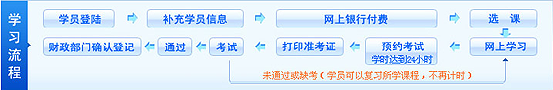 学习流程
学员登陆
补充学员信息
网上银行付费
选 课
网上学习
预约考试
学时达到24小时
打印准考证
考试
通过
财政部门确认登记
未通过或缺考（学员可以复习所学课程，不再计时）